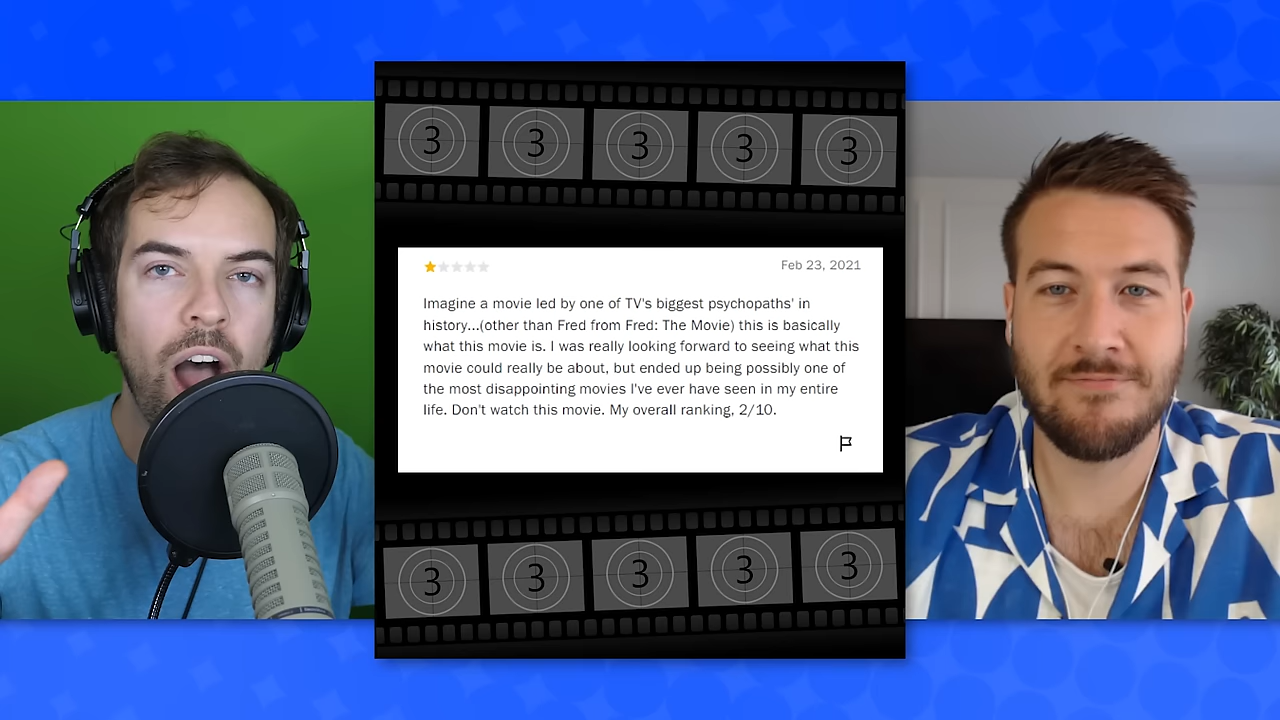 3 3 3 3 3
Feb 23, 2021
Imagine a movie led by one of TV's biggest psychopaths' in
history...(other than Fred from Fred: The Movie) this is basically
what this movie is. I was really looking forward to seeing what this
movie could really be about, but ended up being possibly one of
the most disappointing movies I've ever have seen in my entire
life. Don't watch this movie. My overall ranking, 2/10.
3 3 3 3 3